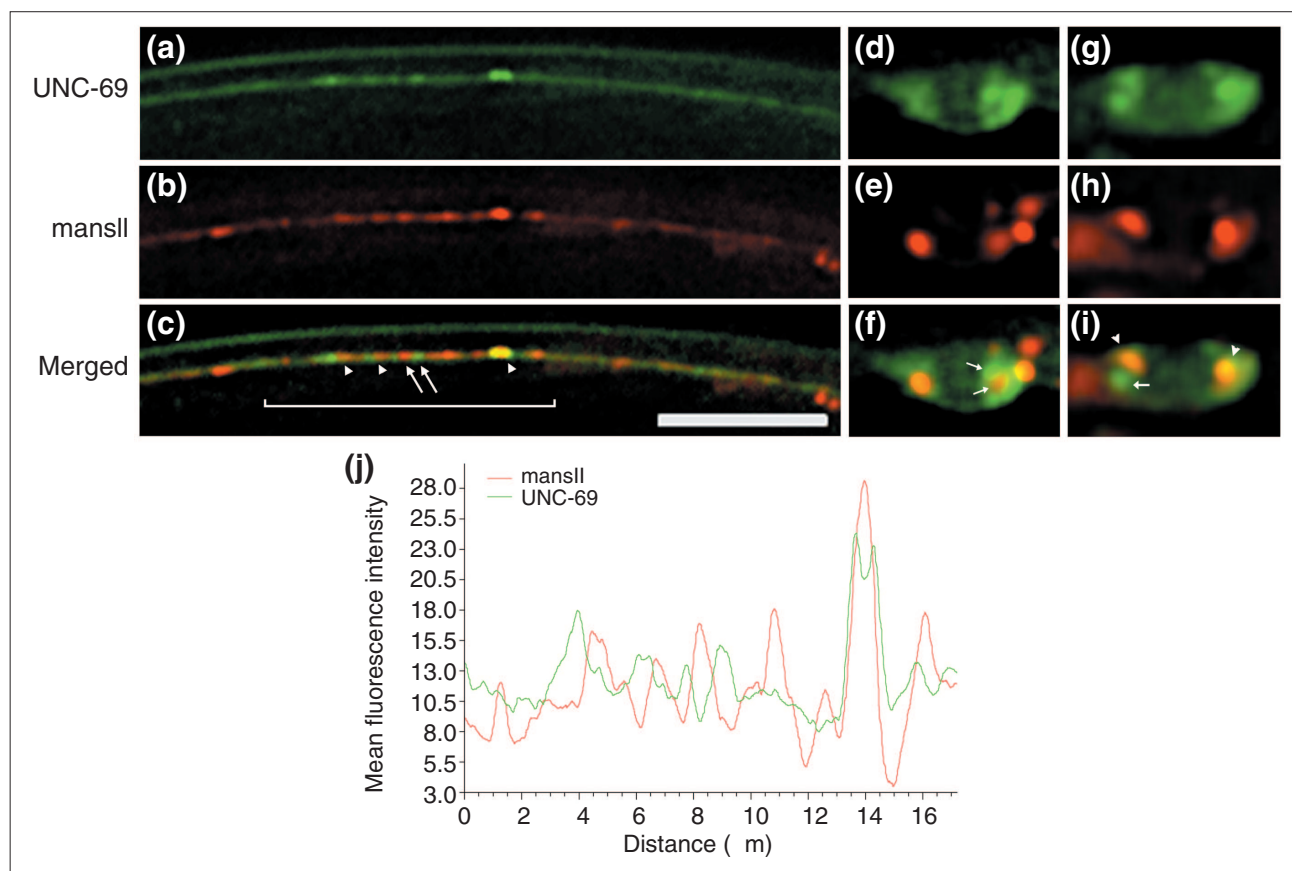 (a)
(d)
(g)
UNC-69
(b)
(e)
(h)
mansII
(c)
(f)
(i)
Merged
(j)
mansII
UNC-69
28.0
25.5
23.0
20.5
18.0
15.5
13.0
10.5
8.0
5.5
3.0
Mean fluorescence intensity
0 2 4 6 8 10 12 14 16
Distance ( m)